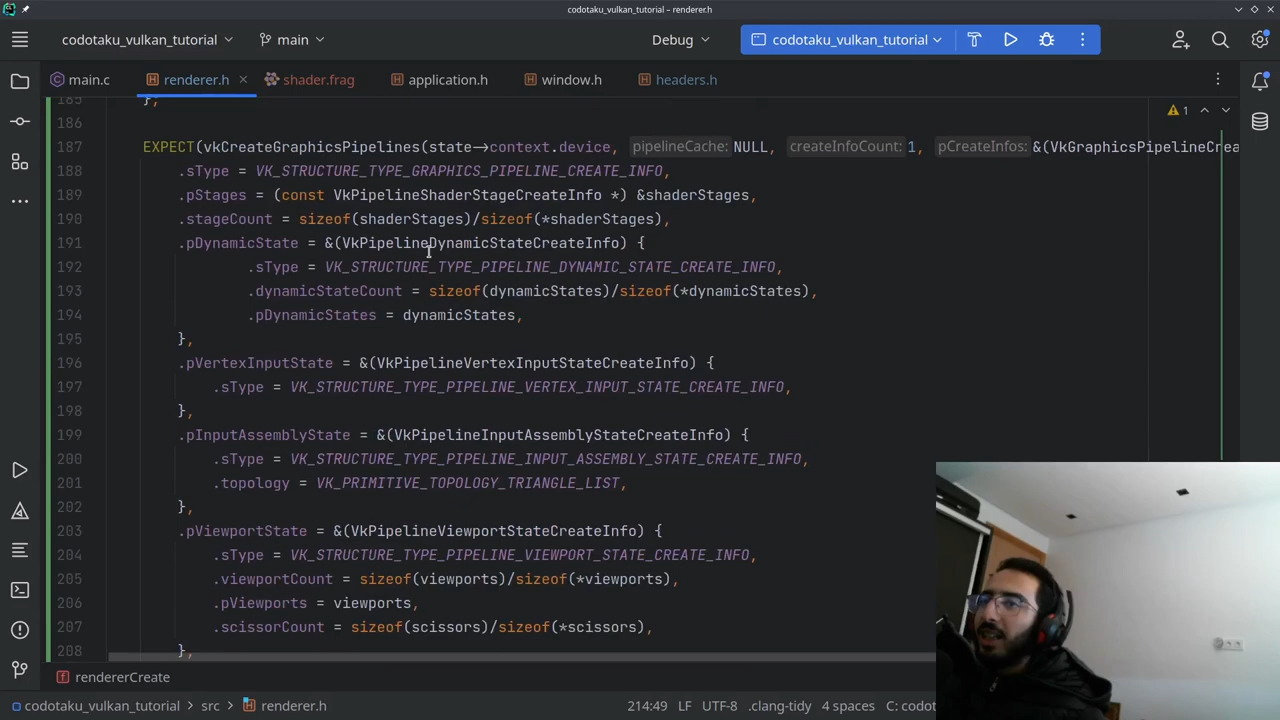 codotaku_vulkan_tutorial – renderer.h
codotaku_vulkan_tutorial
main
Debug
codotaku_vulkan_tutorial
main.c
renderer.h
shader.frag
application.h
window.h
headers.h
185 };
186
1
187 EXPECT(vkCreateGraphicsPipelines(state->context.device, pipelineCache: NULL, createInfoCount: 1, pCreateInfos: &(VkGraphicsPipelineCrea
188 .sType = VK_STRUCTURE_TYPE_GRAPHICS_PIPELINE_CREATE_INFO,
189 .pStages = (const VkPipelineShaderStageCreateInfo *) &shaderStages,
190 .stageCount = sizeof(shaderStages)/sizeof(*shaderStages),
191 .pDynamicState = &(VkPipelineDynamicStateCreateInfo) {
192 .sType = VK_STRUCTURE_TYPE_PIPELINE_DYNAMIC_STATE_CREATE_INFO,
193 .dynamicStateCount = sizeof(dynamicStates)/sizeof(*dynamicStates),
194 .pDynamicStates = dynamicStates,
195 },
196 .pVertexInputState = &(VkPipelineVertexInputStateCreateInfo) {
197 .sType = VK_STRUCTURE_TYPE_PIPELINE_VERTEX_INPUT_STATE_CREATE_INFO,
198 },
199 .pInputAssemblyState = &(VkPipelineInputAssemblyStateCreateInfo) {
200 .sType = VK_STRUCTURE_TYPE_PIPELINE_INPUT_ASSEMBLY_STATE_CREATE_INFO,
201 .topology = VK_PRIMITIVE_TOPOLOGY_TRIANGLE_LIST,
202 },
203 .pViewportState = &(VkPipelineViewportStateCreateInfo) {
204 .sType = VK_STRUCTURE_TYPE_PIPELINE_VIEWPORT_STATE_CREATE_INFO,
205 .viewportCount = sizeof(viewports)/sizeof(*viewports),
206 .pViewports = viewports,
207 .scissorCount = sizeof(scissors)/sizeof(*scissors),
208 },
f rendererCreate
codotaku_vulkan_tutorial > src > renderer.h
214:49 LF UTF-8 .clang-tidy 4 spaces C: codot